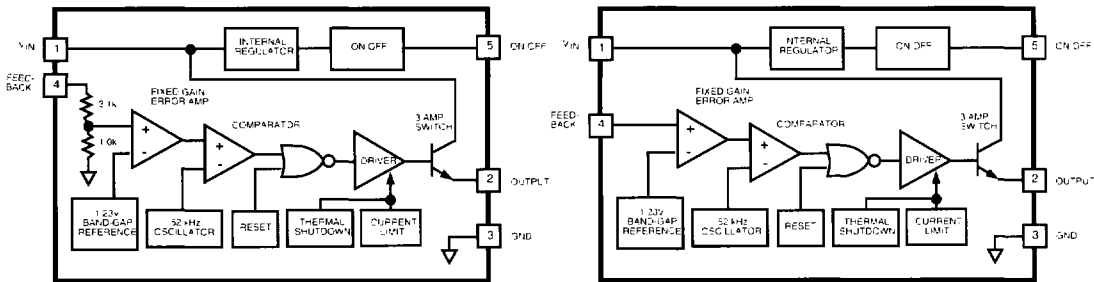 VIN
1
INTERNAL
REGULATOR
ON OFF
5
ON OFF
FEED-
BACK
4
3.1k
1.0k
FIXED GAIN
ERROR AMP
+
-
COMPARATOR
+
-
DRIVER
3 AMP
SWITCH
2
OUTPUT
1.23v
BAND-GAP
REFERENCE
52 kHz
OSCILLATOR
RESET
THERMAL
SHUTDOWN
CURRENT
LIMIT
3
GND
VIN
1
INTERNAL
REGULATOR
ON OFF
5
ON OFF
FEED-
BACK
4
FIXED GAIN
ERROR AMP
+
-
COMPARATOR
+
-
DRIVER
3 AMP
SWITCH
2
OUTPUT
1.23v
BAND-GAP
REFERENCE
52 kHz
OSCILLATOR
RESET
THERMAL
SHUTDOWN
CURRENT
LIMIT
3
GND